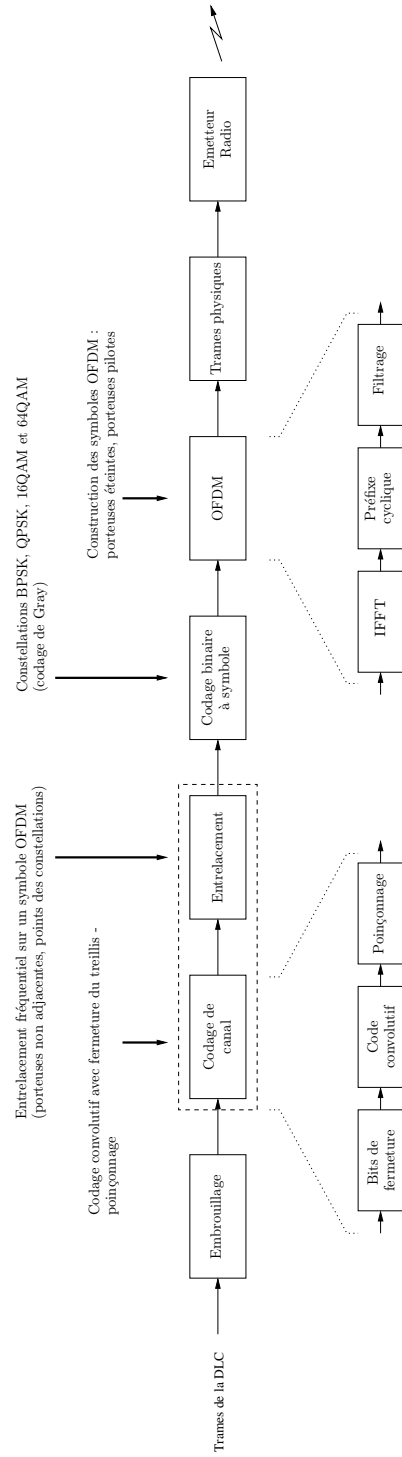 Constellations BPSK, QPSK, 16QAM et 64QAM
(codage de Gray)
Entrelacement fréquentiel sur un symbole OFDM
(porteuses non adjacentes, points des constellations)
Construction des symboles OFDM :
porteuses éteintes, porteuses pilotes
Codage convolutif avec fermeture du treillis -
poinçonnage
Trames de la DLC
Embrouillage
Codage de
canal
Entrelacement
Codage binaire
à symbole
OFDM
Trames physiques
Emetteur
Radio
Bits de
fermeture
Code
convolutif
Poinçonnage
IFFT
Préfixe
cyclique
Filtrage